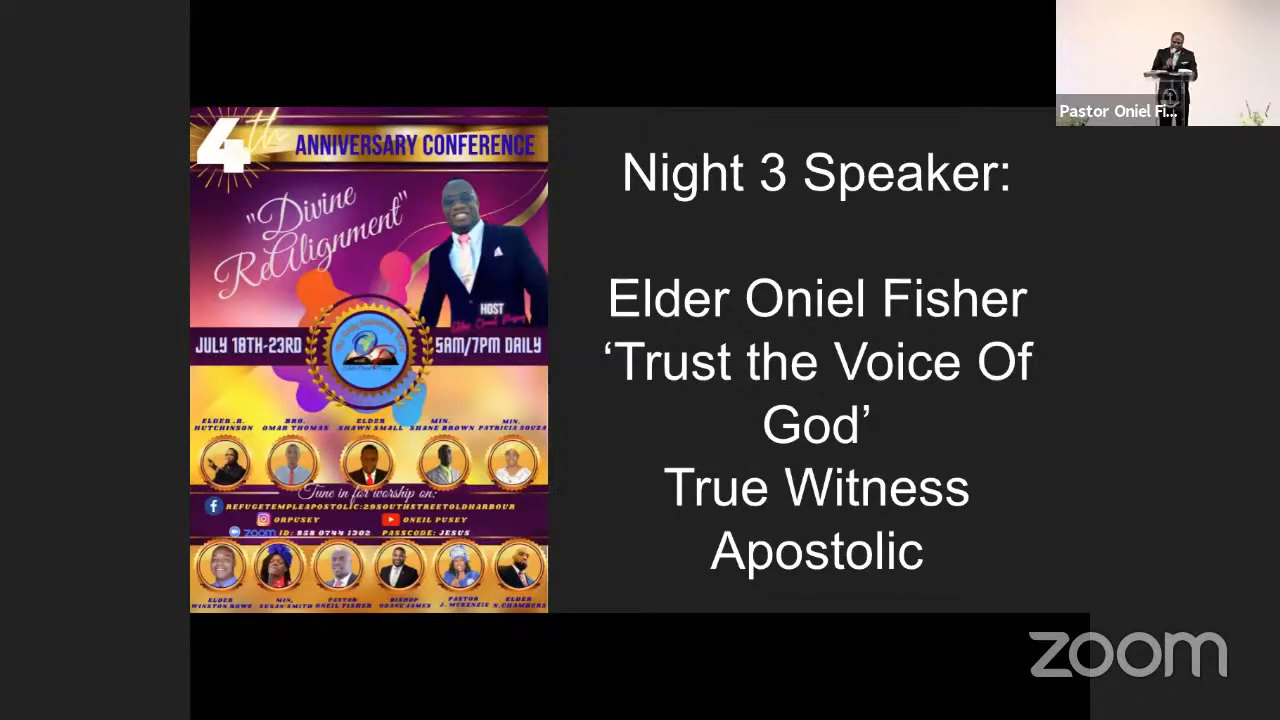 4th ANNIVERSARY CONFERENCE
"Divine
ReAlignment"
HOST
JULY 18TH-23RD
5AM/7PM DAILY
ELDER .R. HUTCHINSON
BRO. OMAR THOMAS
ELDER SHAWN SMALL
MIN. SHANE BROWN
MIN. PATRICIA SOUZA
Tune in for worship on:
REFUGETEMPLEAPOSTOLIC:29SOUTHSTREETOLDHARBOUR
ORPUSEY
ONEIL PUSEY
zoom ID: 858 0744 1302 PASSCODE: JESUS
ELDER WINSTON ROWE
MIN. SUSAN SMITH
PASTOR ONEIL FISHER
BISHOP DUANE JAMES
PASTOR J. MCKENZIE
ELDER N.CHAMBERS
Night 3 Speaker:
Elder Oniel Fisher
‘Trust the Voice Of
God’
True Witness
Apostolic
Pastor Oniel Fi...
zoom